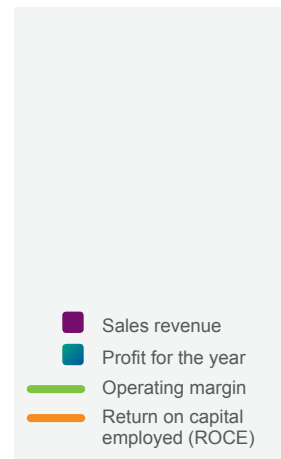 Sales revenue
Profit for the year
Operating margin
Return on capital
employed (ROCE)